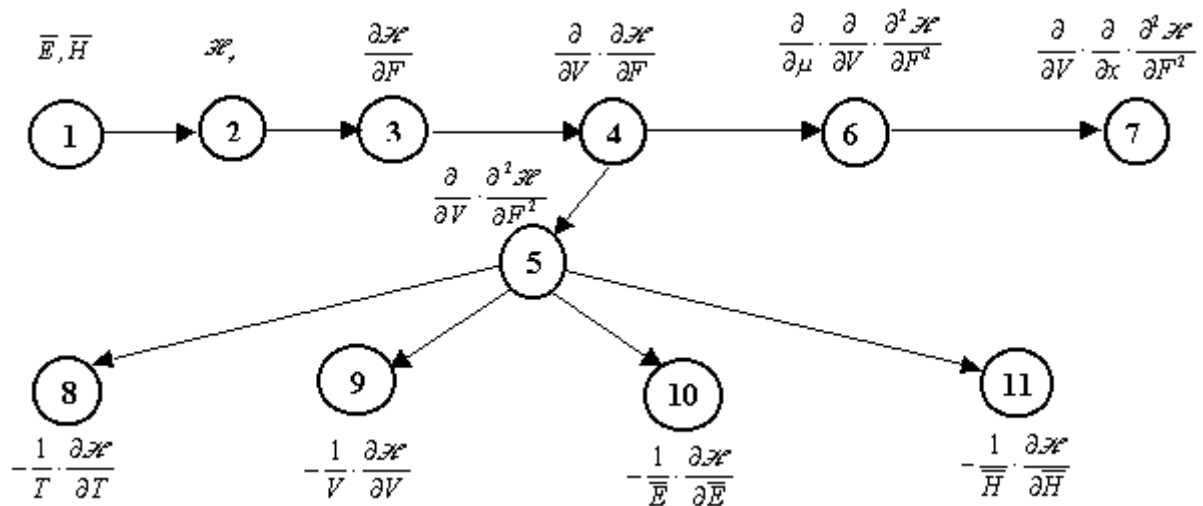 E̅, H̅
ℋ,
∂ℋ/∂F
∂/∂V · ∂ℋ/∂F
∂/∂μ · ∂/∂V · ∂²ℋ/∂F²
∂/∂V · ∂/∂x · ∂²ℋ/∂F²
1
2
3
4
6
7
∂/∂V · ∂²ℋ/∂F²
5
8
9
10
11
-1/T · ∂ℋ/∂T
-1/V · ∂ℋ/∂V
-1/E̅ · ∂ℋ/∂E̅
-1/H̅ · ∂ℋ/∂H̅